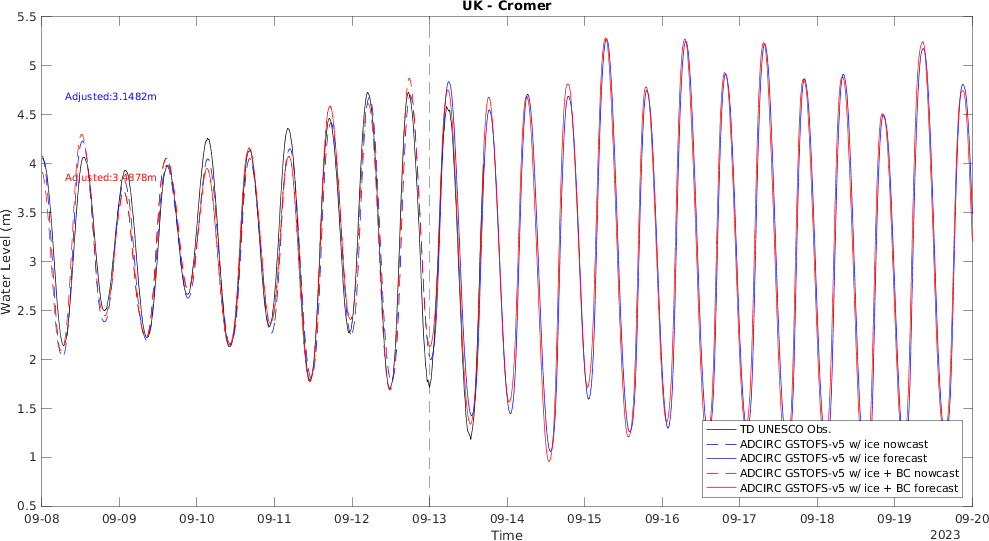 UK - Cromer
5.5
5
4.5
4
3.5
3
2.5
2
1.5
1
0.5
Water Level (m)
Adjusted:3.1482m
Adjusted:3.4878m
TD UNESCO Obs.
ADCIRC GSTOFS-v5 w/ ice nowcast
ADCIRC GSTOFS-v5 w/ ice forecast
ADCIRC GSTOFS-v5 w/ ice + BC nowcast
ADCIRC GSTOFS-v5 w/ ice + BC forecast
09-08 09-09 09-10 09-11 09-12 09-13 09-14 09-15 09-16 09-17 09-18 09-19 09-20
Time
2023